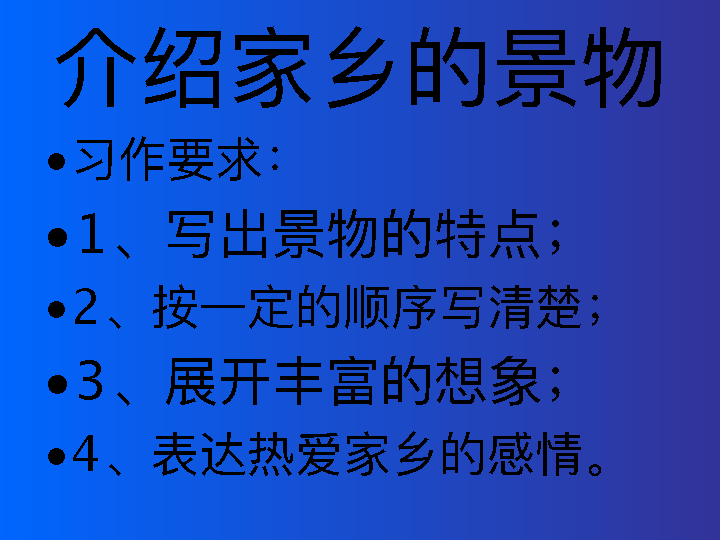 介绍家乡的景物
•习作要求：
•1、写出景物的特点；
•2、按一定的顺序写清楚；
•3、展开丰富的想象；
•4、表达热爱家乡的感情。